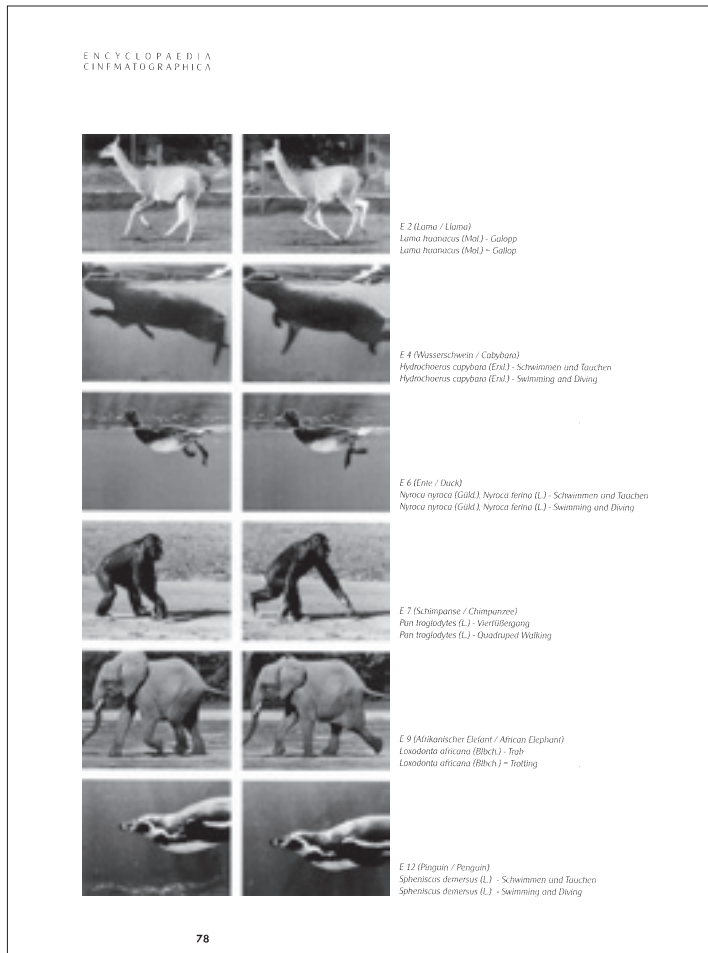 ENCYCLOPAEDIA
CINEMATOGRAPHICA
E 2 (Lama / Llama)
Lama huanacus (Mol.) - Galopp
Lama huanacus (Mol.) - Gallop
E 4 (Wasserschwein / Cabybara)
Hydrochoerus capybara (Erxl.) - Schwimmen und Tauchen
Hydrochoerus capybara (Erxl.) - Swimming and Diving
E 6 (Ente / Duck)
Nyroca nyroca (Güld.), Nyroca ferina (L.) - Schwimmen und Tauchen
Nyroca nyroca (Güld.), Nyroca ferina (L.) - Swimming and Diving
E 7 (Schimpanse / Chimpanzee)
Pan troglodytes (L.) - Vierfüßergang
Pan troglodytes (L.) - Quadruped Walking
E 9 (Afrikanischer Elefant / African Elephant)
Loxodonta africana (Blbch.) - Trab
Loxodonta africana (Blbch.) - Trotting
E 12 (Pinguin / Penguin)
Spheniscus demersus (L.) - Schwimmen und Tauchen
Spheniscus demersus (L.) - Swimming and Diving
78